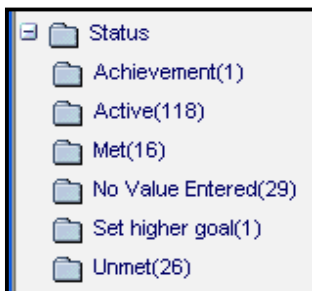 Status
Achievement(1)
Active(118)
Met(16)
No Value Entered(29)
Set higher goal(1)
Unmet(26)